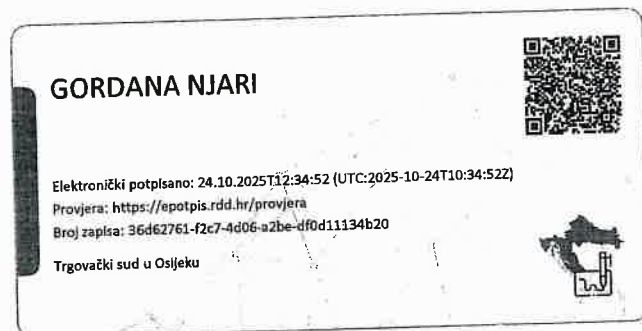 GORDANA NJARI
Elektronički potpisano: 24.10.2025T12:34:52 (UTC:2025-10-24T10:34:52Z)
Provjera: https://epotpis.rdd.hr/provjera
Broj zapisa: 36d62761-f2c7-4d06-a2be-df0d11134b20
Trgovački sud u Osijeku